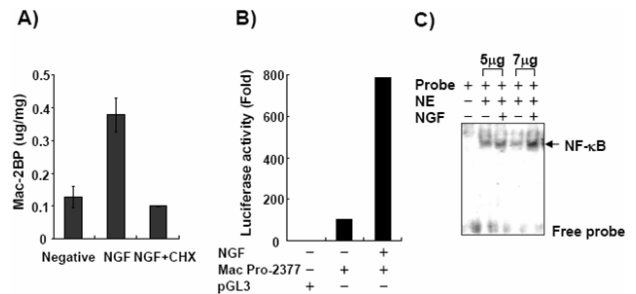 A)
Mac-2BP (ug/mg)
0.5
0.4
0.3
0.2
0.1
0
Negative NGF NGF+CHX
B)
Luciferase activity (Fold)
800
600
400
200
0
NGF – – +
Mac Pro-2377 – + +
pGL3 + – –
C)
5µg 7µg
Probe + + + + +
NE – + + + +
NGF – – + – +
NF-κB
Free probe